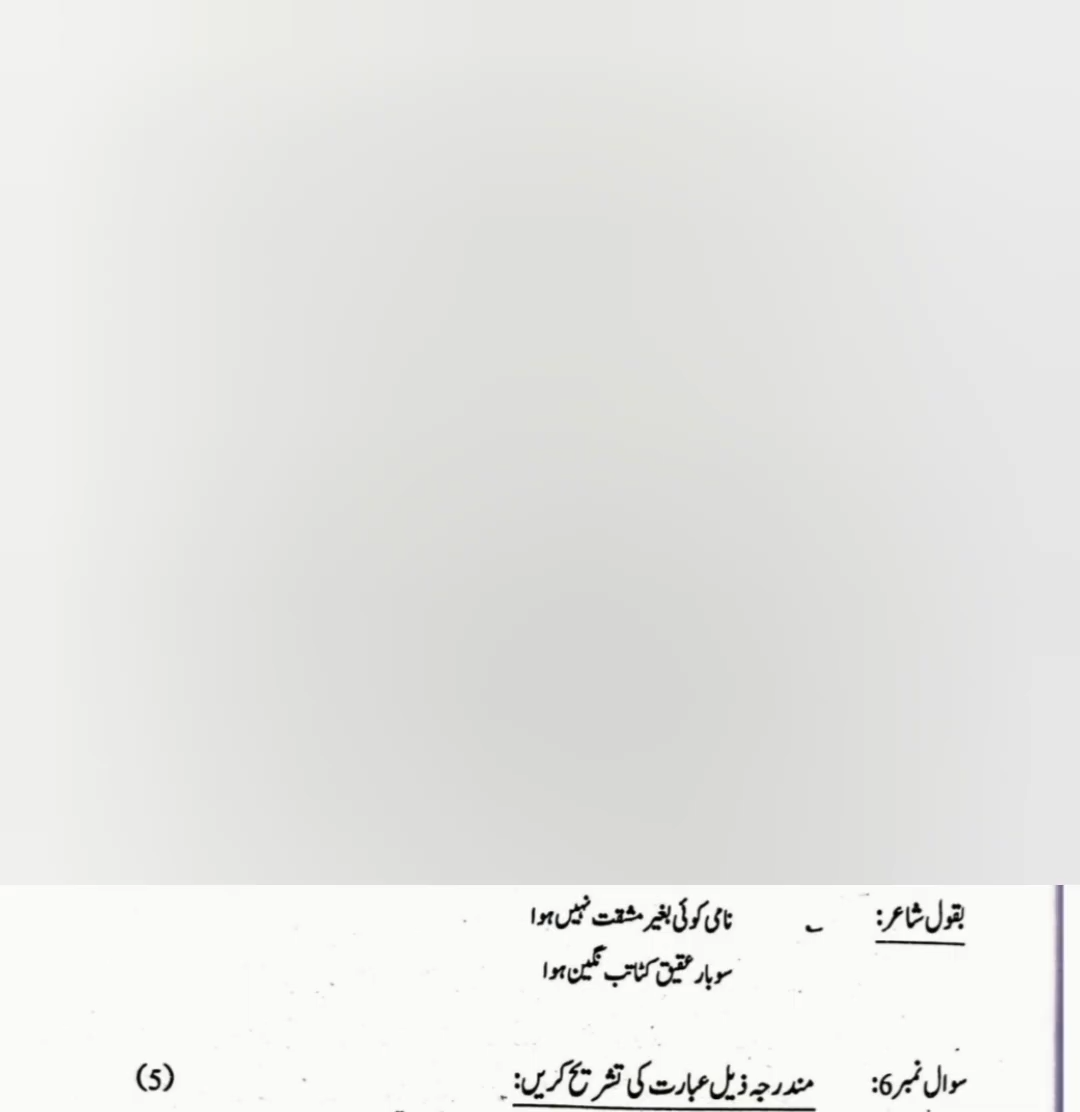 بقول شاعر: ؎ نامی کوئی بغیر مشقت نہیں ہوا
سو بار عقیق کٹا تب نگین ہوا
سوال نمبر6: مندرجہ ذیل عبارت کی تشریح کریں: (5)